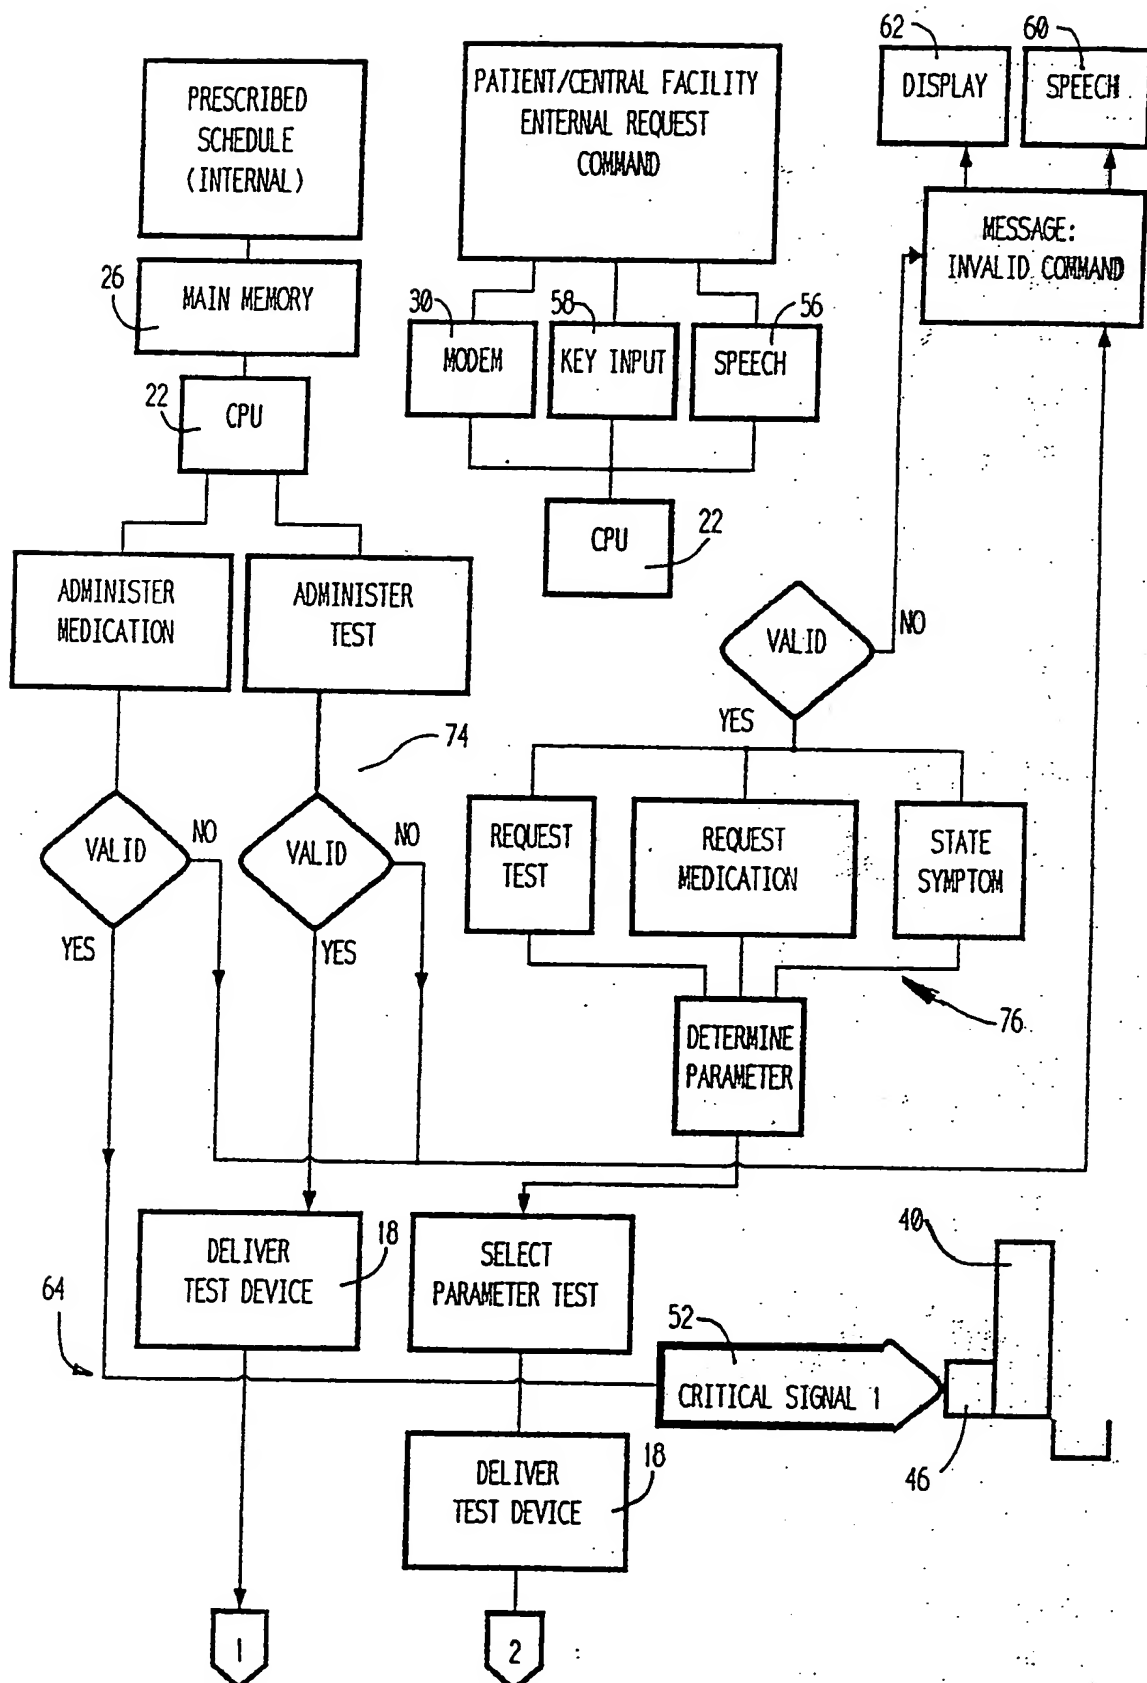 62
60
DISPLAY
SPEECH
PRESCRIBED
SCHEDULE
(INTERNAL)
PATIENT/CENTRAL FACILITY
ENTERNAL REQUEST
COMMAND
MESSAGE:
INVALID COMMAND
26
MAIN MEMORY
30
MODEM
58
KEY INPUT
56
SPEECH
22
CPU
CPU
22
ADMINISTER
MEDICATION
ADMINISTER
TEST
VALID
NO
YES
74
VALID
NO
YES
VALID
NO
YES
REQUEST
TEST
REQUEST
MEDICATION
STATE
SYMPTOM
76
DETERMINE
PARAMETER
DELIVER
TEST DEVICE
18
SELECT
PARAMETER TEST
40
64
52
CRITICAL SIGNAL 1
46
DELIVER
TEST DEVICE
18
1
2